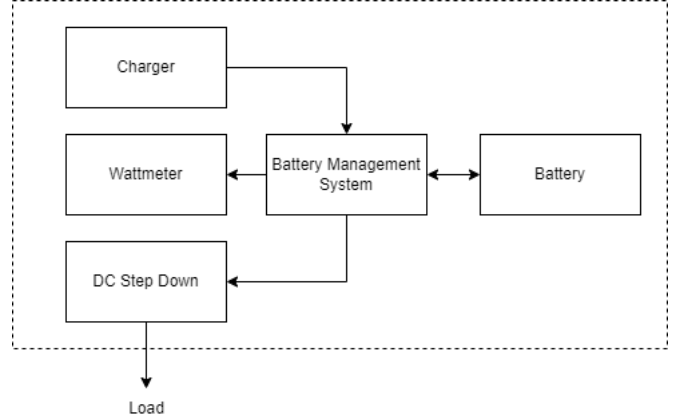 Charger
Wattmeter
Battery Management
System
Battery
DC Step Down
Load